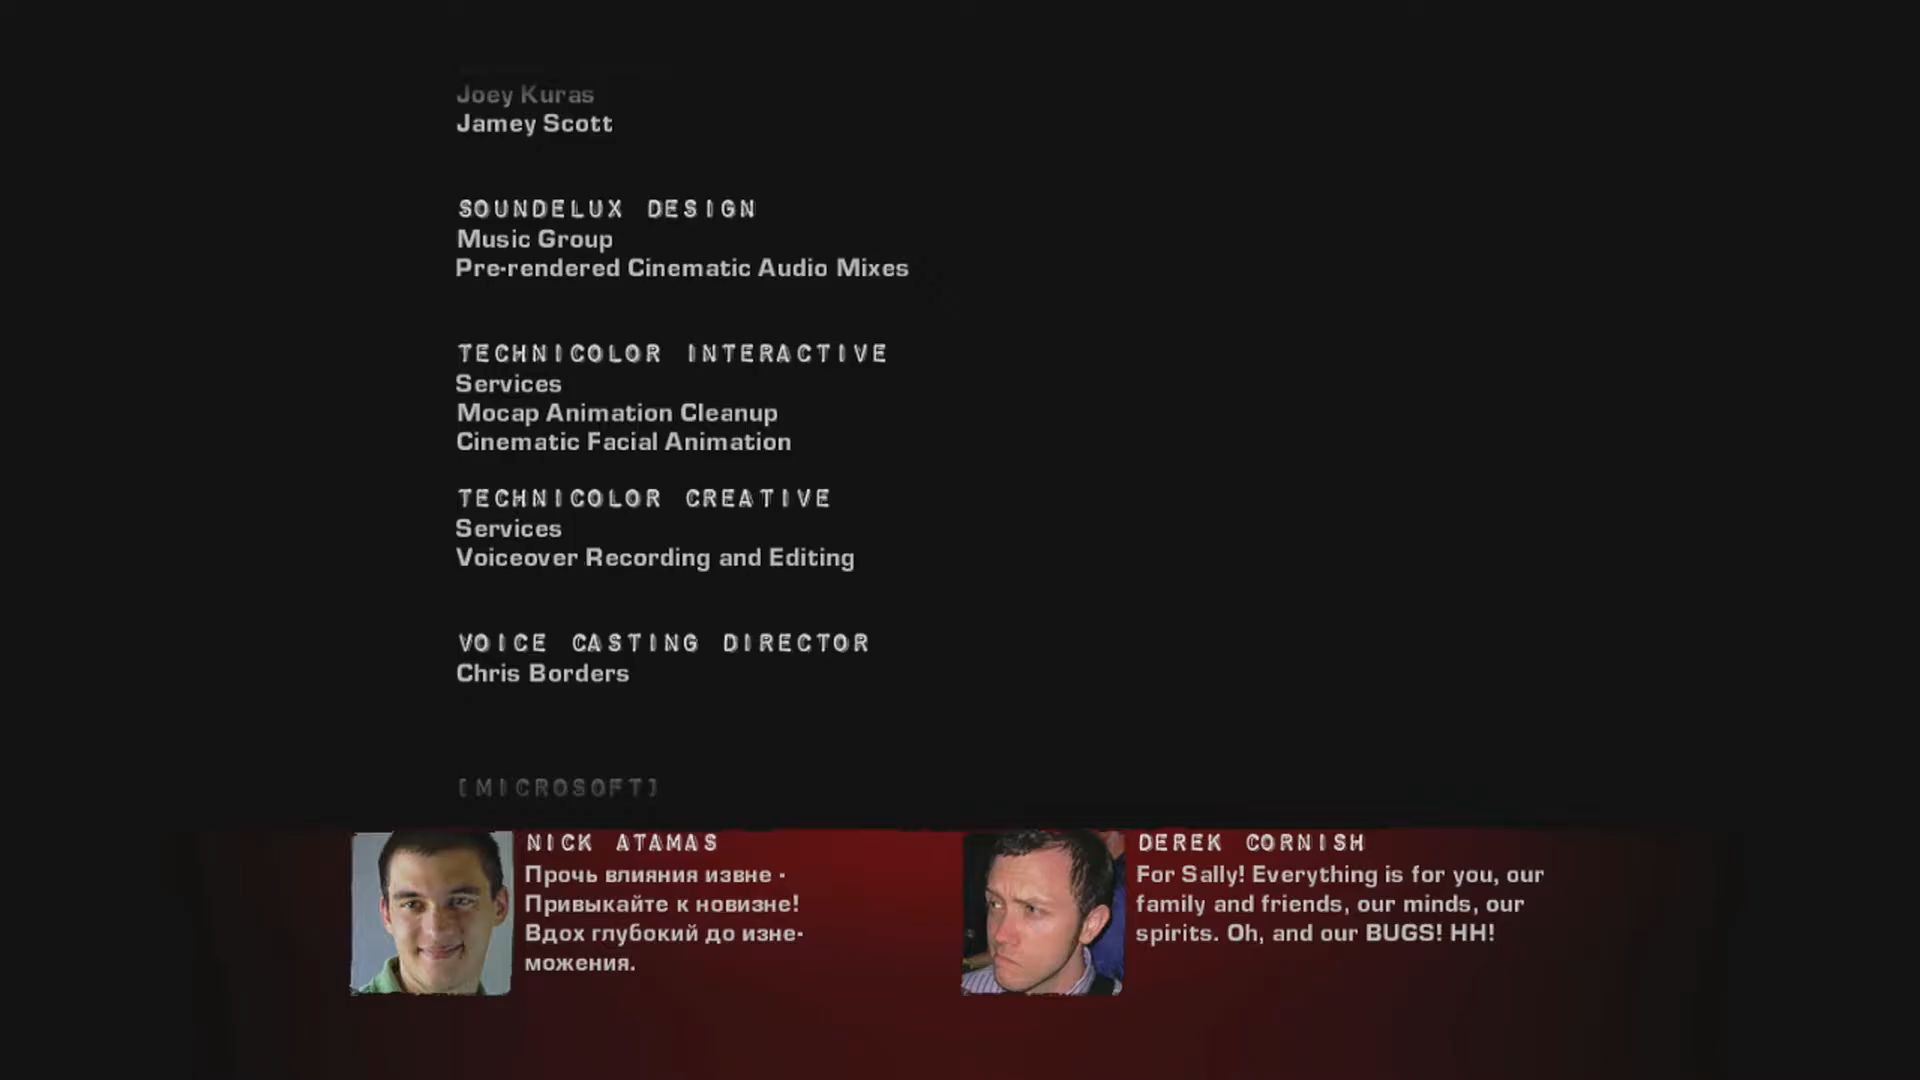 Joey Kuras
Jamey Scott
SOUNDELUX DESIGN
Music Group
Pre-rendered Cinematic Audio Mixes
TECHNICOLOR INTERACTIVE
Services
Mocap Animation Cleanup
Cinematic Facial Animation
TECHNICOLOR CREATIVE
Services
Voiceover Recording and Editing
VOICE CASTING DIRECTOR
Chris Borders
[MICROSOFT]
NICK ATAMAS
Прочь влияния извне -
Привыкайте к новизне!
Вдох глубокий до изне-
можения.
DEREK CORNISH
For Sally! Everything is for you, our
family and friends, our minds, our
spirits. Oh, and our BUGS! HH!